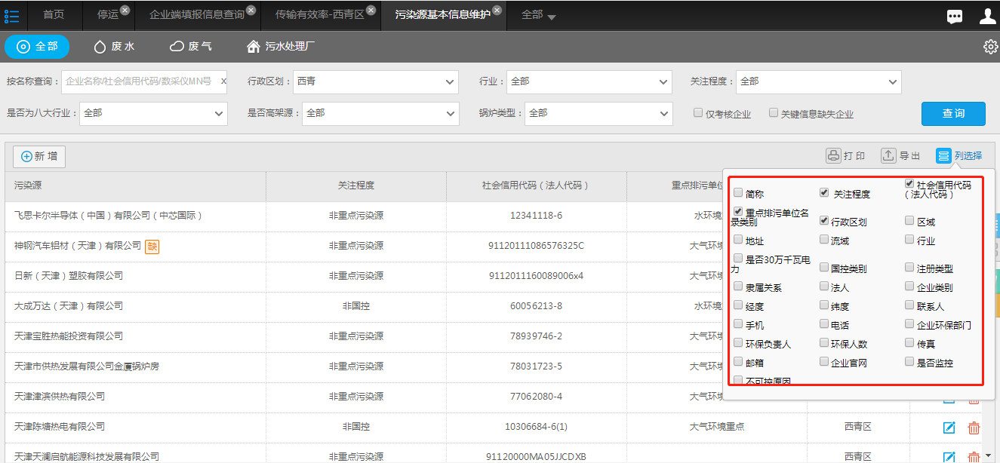 首页 停运 企业端填报信息查询 传输有效率-西青区 污染源基本信息维护 全部
全部 废水 废气 污水处理厂
按名称查询： 企业名称/社会信用代码/数采仪MN号 x 行政区划： 西青 行业： 全部 关注程度： 全部
是否为八大行业： 全部 是否高架源： 全部 锅炉类型： 全部 仅考核企业 关键信息缺失企业 查询
新增 打印 导出 列选择
污染源 关注程度 社会信用代码（法人代码） 重点排污单位
飞思卡尔半导体（中国）有限公司（中芯国际） 非重点污染源 12341118-6 水环境
神钢汽车铝材（天津）有限公司 缺 非重点污染源 91120111086576325C 大气环境
日新（天津）塑胶有限公司 非重点污染源 9112011160089006x4 大气环境
大成万达（天津）有限公司 非国控 60056213-8 水环境
天津宝胜热能投资有限公司 非重点污染源 78939746-2 大气环境
天津市供热发展有限公司金厦锅炉房 非重点污染源 78031723-5 大气环境
天津津滨供热有限公司 非重点污染源 77062080-4 大气环境
天津陈塘热电有限公司 非国控 10306684-6(1) 大气环境重点 西青区
天津天澜启航能源科技发展有限公司 非重点污染源 91120000MA05JJCDXB 西青区
简称 关注程度 社会信用代码
（法人代码）
重点排污单位名
录类别 行政区划 区域
地址 流域 行业
是否30万千瓦电
力 国控类别 注册类型
隶属关系 法人 企业类别
经度 纬度 联系人
手机 电话 企业环保部门
环保负责人 环保人数 传真
邮箱 企业官网 是否监控
不可控原因